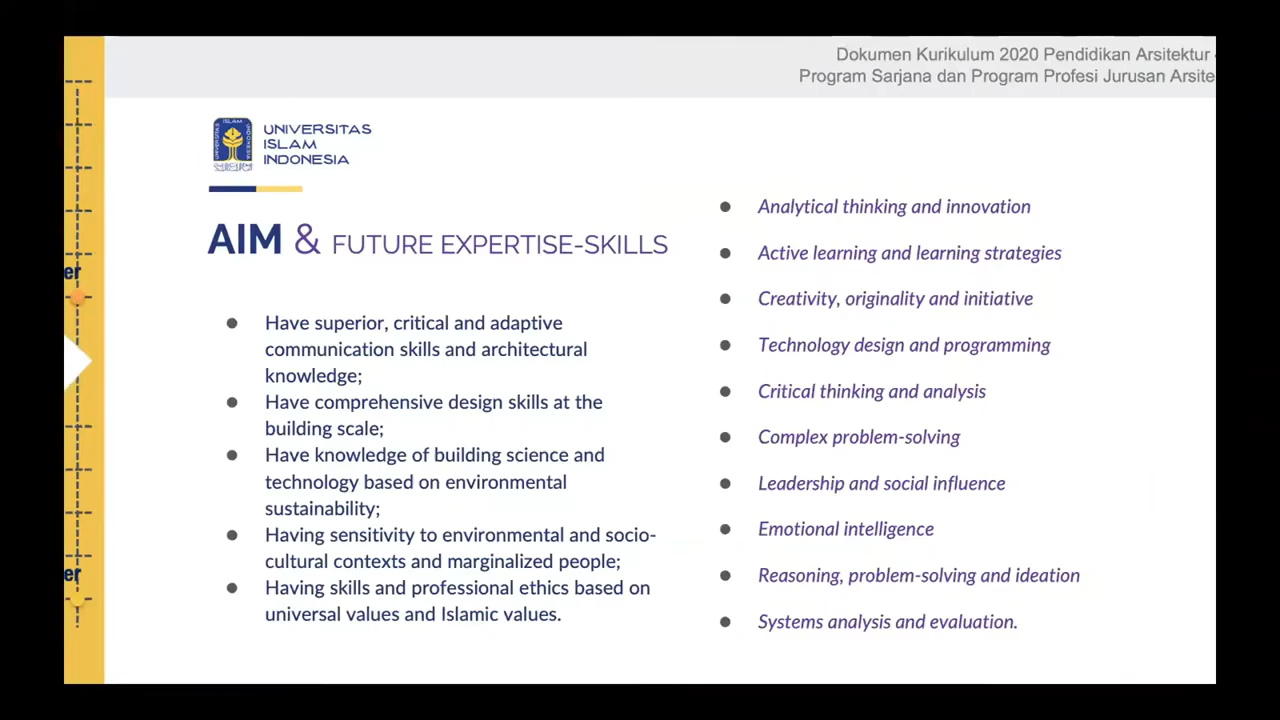 Dokumen Kurikulum 2020 Pendidikan Arsitektur
Program Sarjana dan Program Profesi Jurusan Arsite
UNIVERSITAS
ISLAM
INDONESIA
AIM & FUTURE EXPERTISE-SKILLS
● Have superior, critical and adaptive
communication skills and architectural
knowledge;
● Have comprehensive design skills at the
building scale;
● Have knowledge of building science and
technology based on environmental
sustainability;
● Having sensitivity to environmental and socio-
cultural contexts and marginalized people;
● Having skills and professional ethics based on
universal values and Islamic values.
● Analytical thinking and innovation
● Active learning and learning strategies
● Creativity, originality and initiative
● Technology design and programming
● Critical thinking and analysis
● Complex problem-solving
● Leadership and social influence
● Emotional intelligence
● Reasoning, problem-solving and ideation
● Systems analysis and evaluation.
er
er